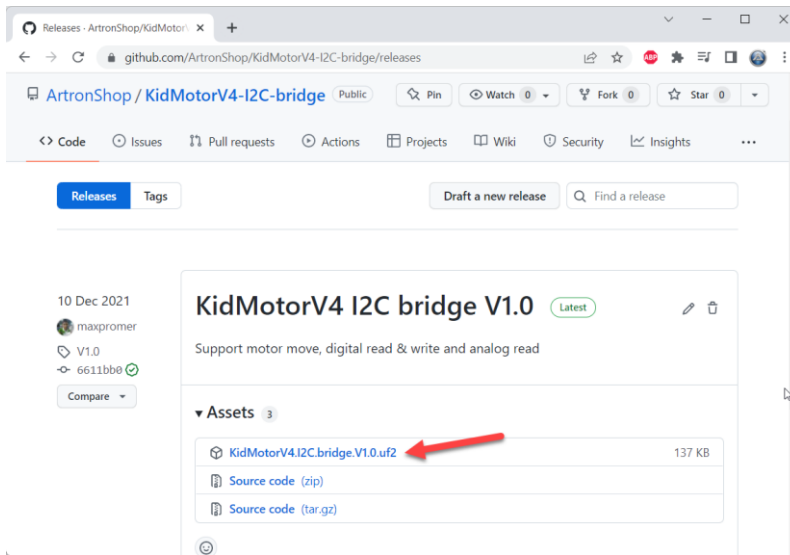 Releases · ArtronShop/KidMotor
github.com/ArtronShop/KidMotorV4-I2C-bridge/releases
ABP
ArtronShop / KidMotorV4-I2C-bridge Public Pin Watch 0 Fork 0 Star 0
Code Issues Pull requests Actions Projects Wiki Security Insights
Releases Tags Draft a new release Find a release
10 Dec 2021
maxpromer
V1.0
6611bb0
Compare
KidMotorV4 I2C bridge V1.0 Latest
Support motor move, digital read & write and analog read
Assets 3
KidMotorV4.I2C.bridge.V1.0.uf2 137 KB
Source code (zip)
Source code (tar.gz)